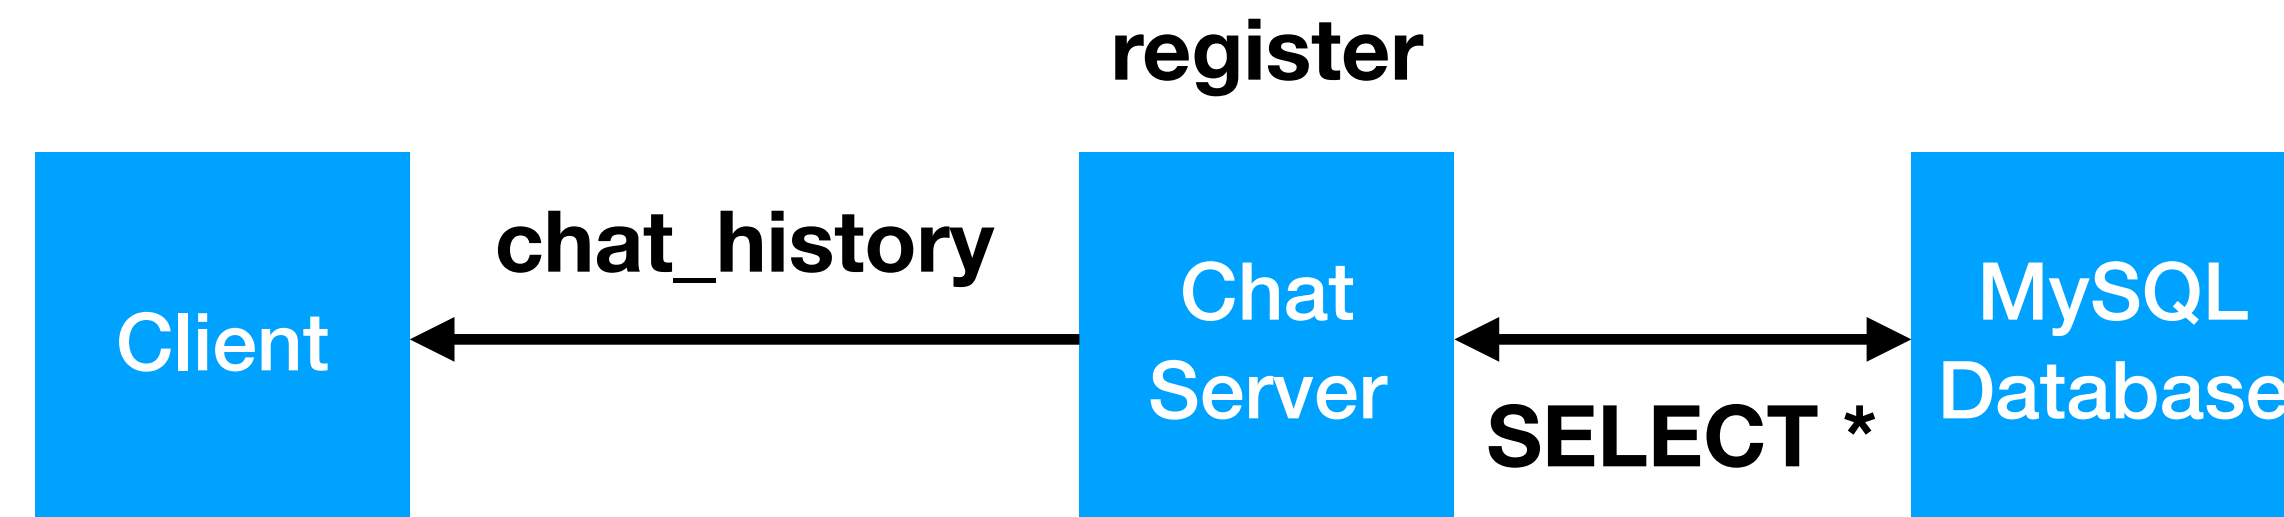 register
chat_history
Client
Chat
Server
SELECT *
MySQL
Database